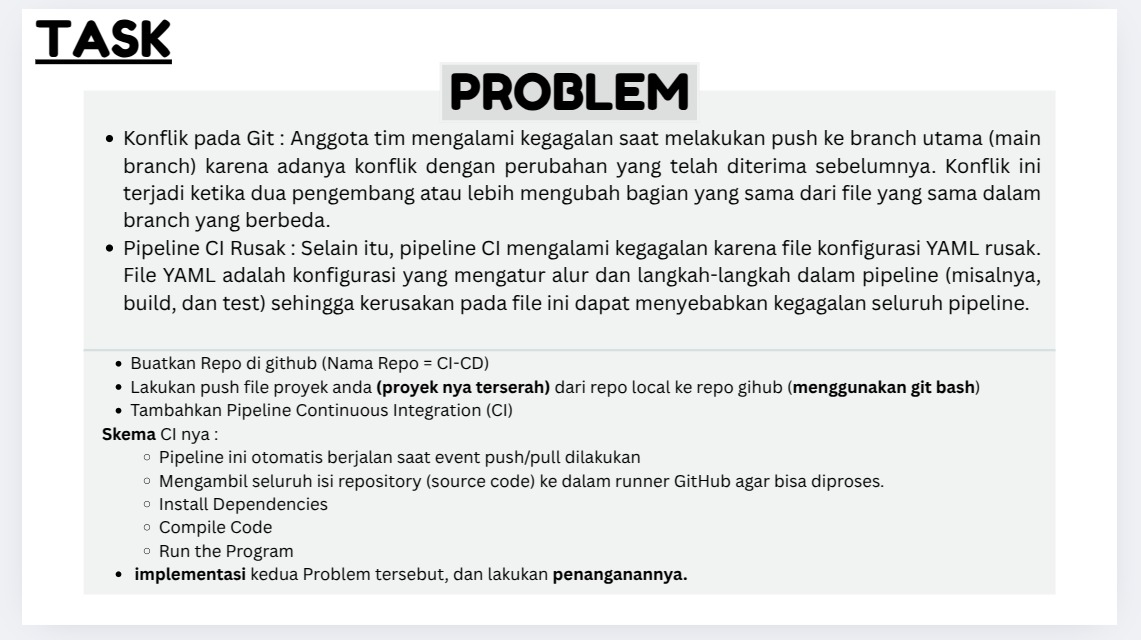 TASK
PROBLEM
Konflik pada Git : Anggota tim mengalami kegagalan saat melakukan push ke branch utama (main
branch) karena adanya konflik dengan perubahan yang telah diterima sebelumnya. Konflik ini
terjadi ketika dua pengembang atau lebih mengubah bagian yang sama dari file yang sama dalam
branch yang berbeda.
Pipeline CI Rusak : Selain itu, pipeline CI mengalami kegagalan karena file konfigurasi YAML rusak.
File YAML adalah konfigurasi yang mengatur alur dan langkah-langkah dalam pipeline (misalnya,
build, dan test) sehingga kerusakan pada file ini dapat menyebabkan kegagalan seluruh pipeline.
Buatkan Repo di github (Nama Repo = CI-CD)
Lakukan push file proyek anda (proyek nya terserah) dari repo local ke repo gihub (menggunakan git bash)
Tambahkan Pipeline Continuous Integration (CI)
Skema CI nya :
Pipeline ini otomatis berjalan saat event push/pull dilakukan
Mengambil seluruh isi repository (source code) ke dalam runner GitHub agar bisa diproses.
Install Dependencies
Compile Code
Run the Program
implementasi kedua Problem tersebut, dan lakukan penanganannya.